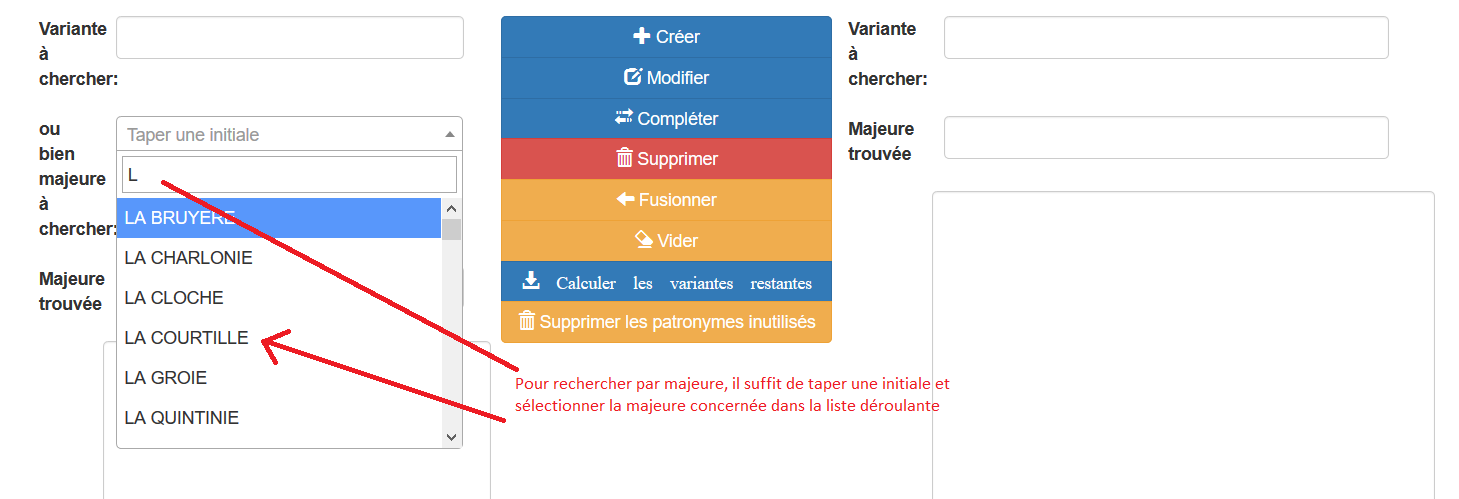 Variante
à
chercher:
ou
bien
majeure
à
chercher:
Taper une initiale
L
LA BRUYERE
LA CHARLONIE
LA CLOCHE
LA COURTILLE
LA GROIE
LA QUINTINIE
Majeure
trouvée
Créer
Modifier
Compléter
Supprimer
Fusionner
Vider
Calculer les variantes restantes
Supprimer les patronymes inutilisés
Pour rechercher par majeure, il suffit de taper une initiale et
sélectionner la majeure concernée dans la liste déroulante
Variante
à
chercher:
Majeure
trouvée